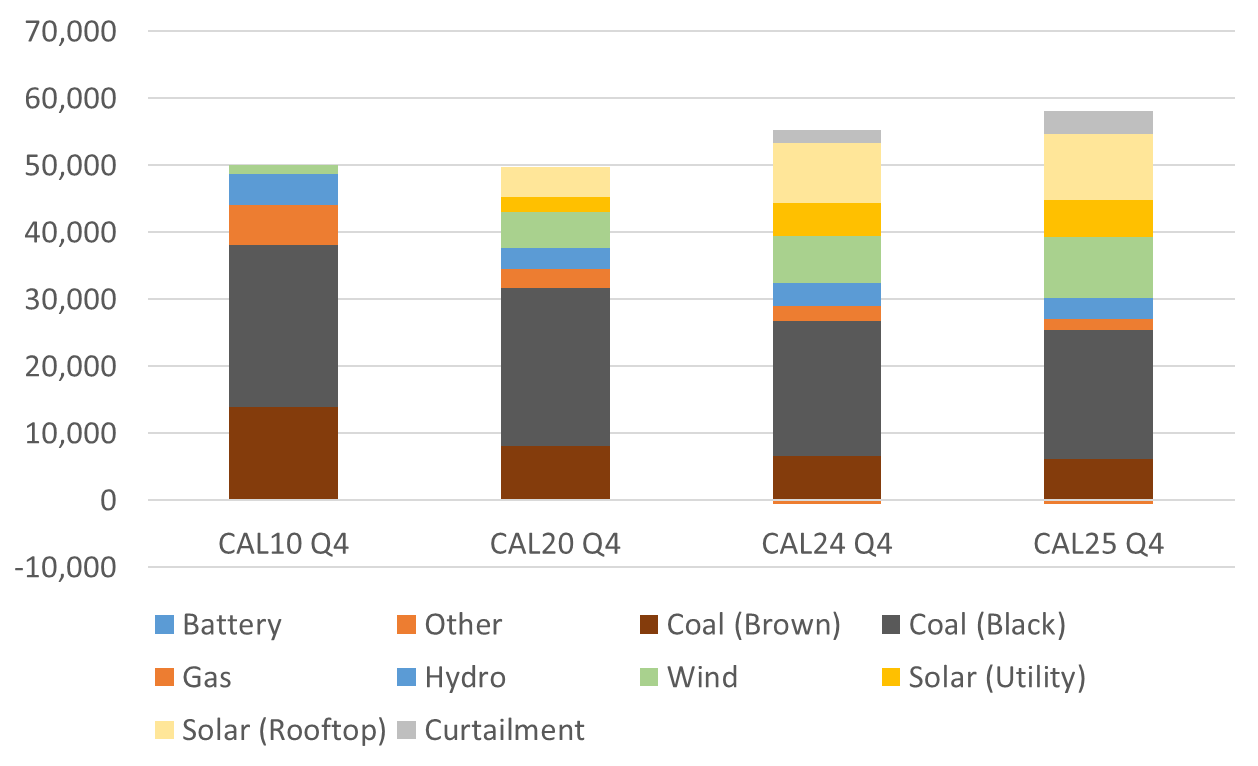 70,000
60,000
50,000
40,000
30,000
20,000
10,000
0
CAL10 Q4 CAL20 Q4 CAL24 Q4 CAL25 Q4
-10,000
Battery Other Coal (Brown) Coal (Black)
Gas Hydro Wind Solar (Utility)
Solar (Rooftop) Curtailment